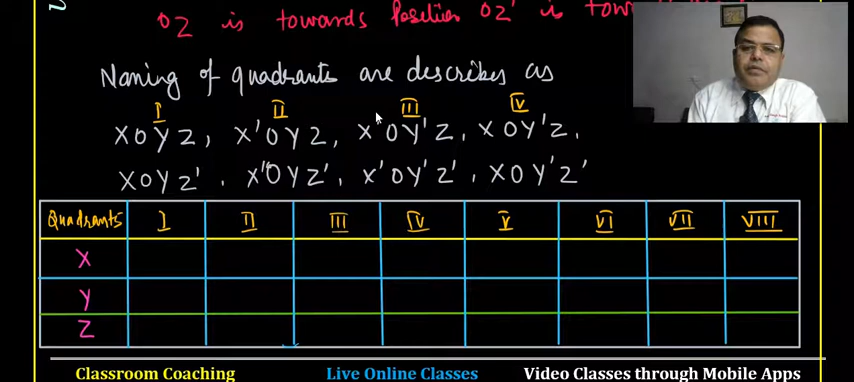 OZ is towards Position OZ' is
Naming of quadrants are describes as
I II III IV
XOYZ, X'OYZ, X'OY'Z, XOY'Z,
XOYZ', X'OYZ', X'OY'Z', XOY'Z'
Quadrants I II III IV V VI VII VIII
X
Y
Z
Classroom Coaching Live Online Classes Video Classes through Mobile Apps